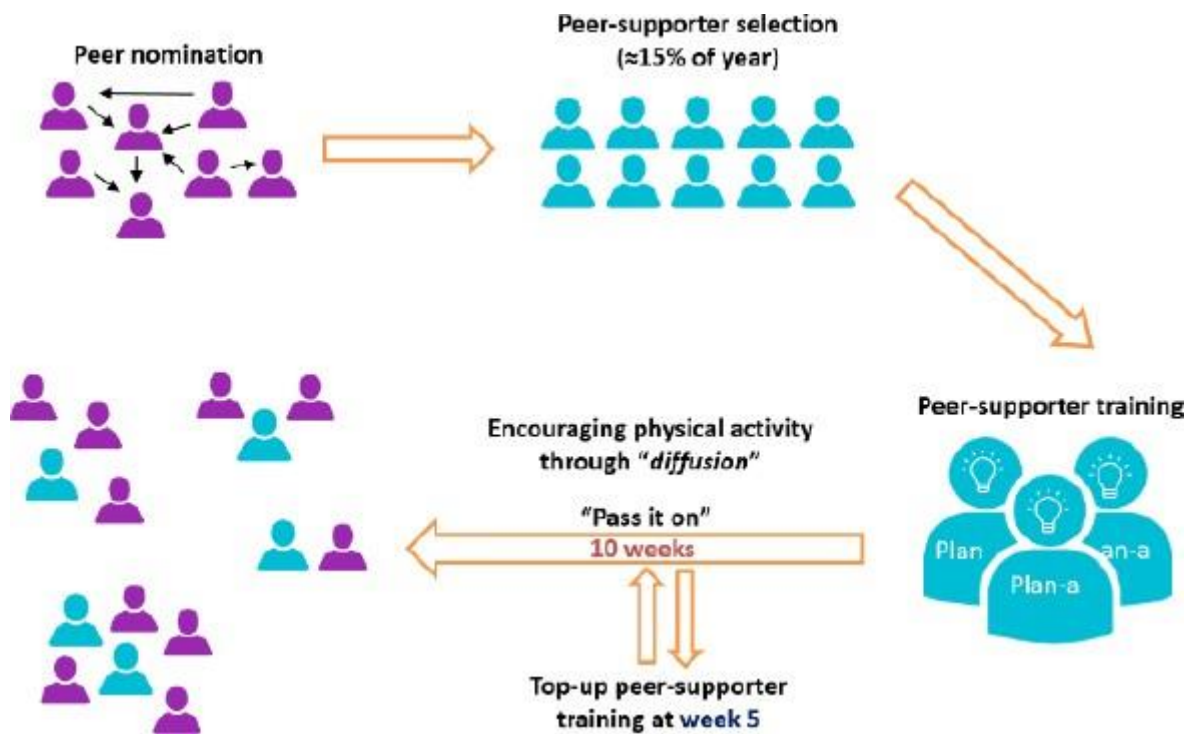 Peer nomination
Peer-supporter selection
(≈15% of year)
Peer-supporter training
Plan
an-a
Plan-a
Encouraging physical activity
through “diffusion”
“Pass it on”
10 weeks
Top-up peer-supporter
training at week 5